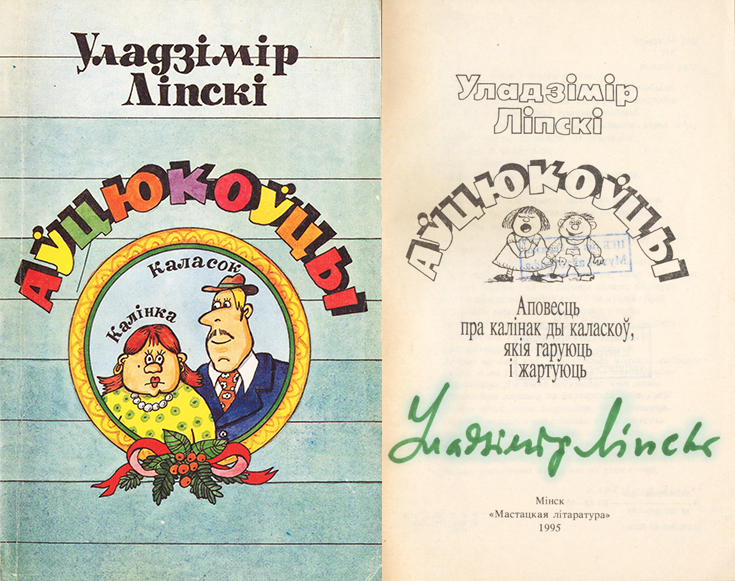 Уладзімір
Ліпскі
АЎЦЮКОЎЦЫ
Каласок
Калінка
Уладзімір
Ліпскі
АЎЦЮКОЎЦЫ
Аповесць
пра калінак ды каласкоў,
якія гаруюць
і жартуюць
Уладзімір Ліпскі
Мінск
«Мастацкая літаратура»
1995